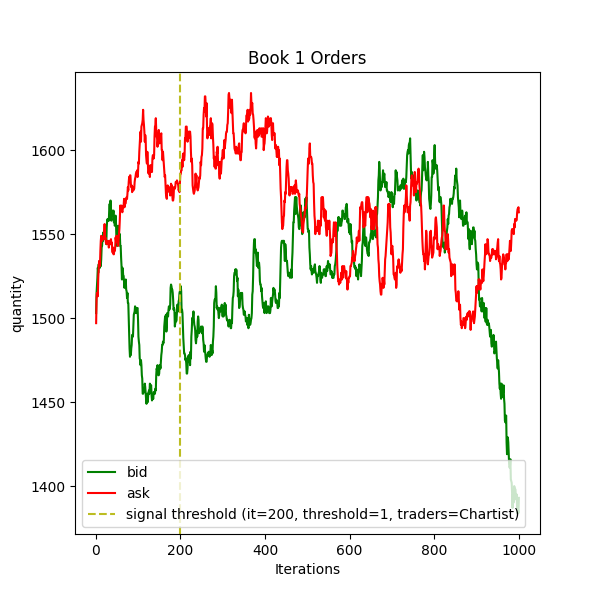 Book 1 Orders
quantity
1600
1550
1500
1450
1400
bid
ask
signal threshold (it=200, threshold=1, traders=Chartist)
0 200 400 600 800 1000
Iterations